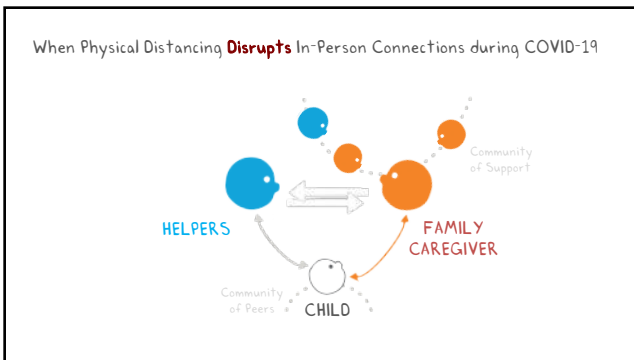 When Physical Distancing Disrupts In-Person Connections during COVID-19
Community
of Support
HELPERS
FAMILY
CAREGIVER
Community
of Peers
CHILD